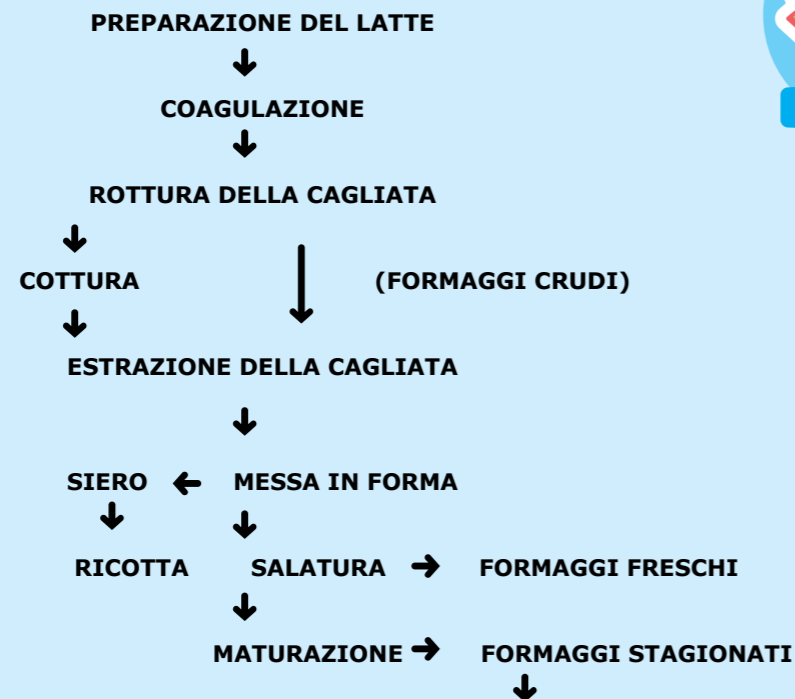 PREPARAZIONE DEL LATTE
COAGULAZIONE
ROTTURA DELLA CAGLIATA
COTTURA (FORMAGGI CRUDI)
ESTRAZIONE DELLA CAGLIATA
SIERO MESSA IN FORMA
RICOTTA SALATURA FORMAGGI FRESCHI
MATURAZIONE FORMAGGI STAGIONATI